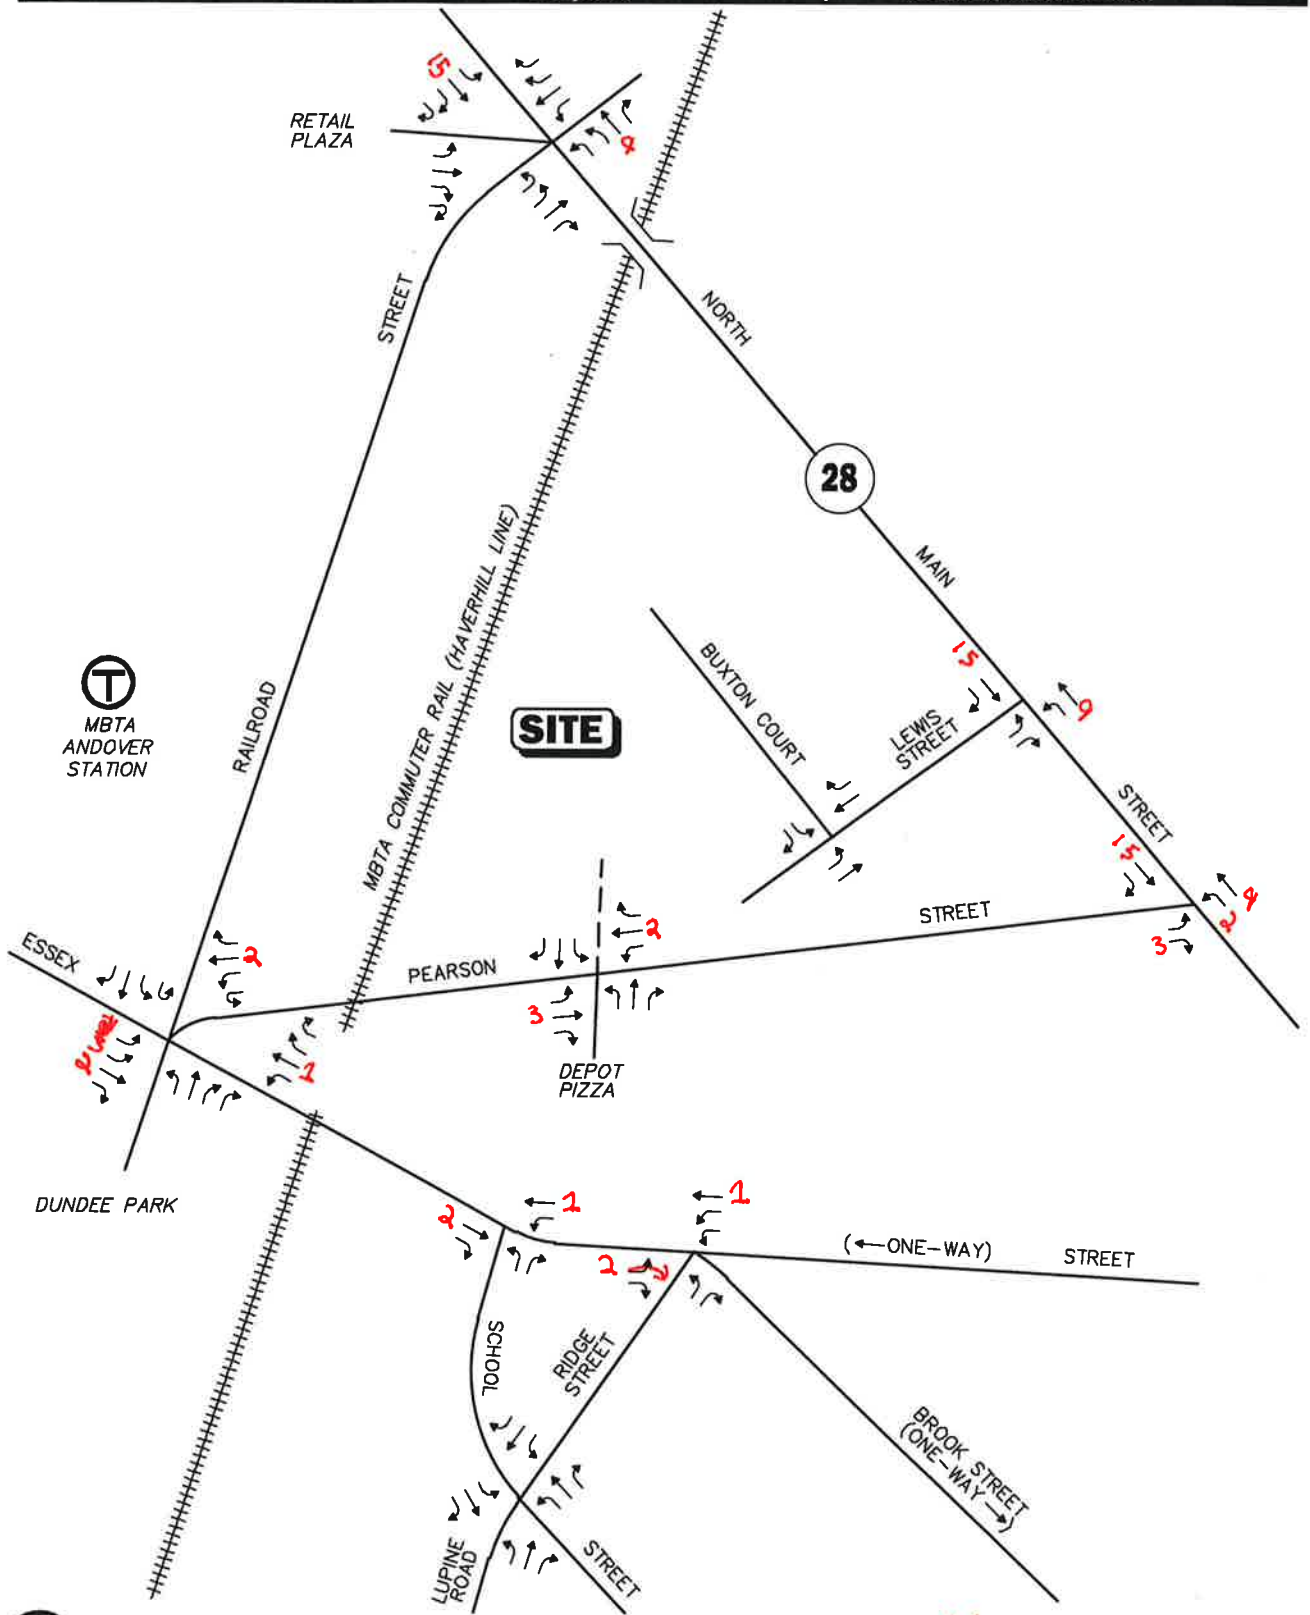 15
RETAIL
PLAZA
9
STREET
NORTH
28
MAIN
MBTA COMMUTER RAIL (HAVERHILL LINE)
15
BUXTON COURT
9
T
MBTA
ANDOVER
STATION
RAILROAD
SITE
LEWIS
STREET
STREET
15
9
2
3
STREET
ESSEX
2
2
PEARSON
3
1
DEPOT
PIZZA
DUNDEE PARK
2
1
1
(←ONE-WAY)
STREET
2
SCHOOL
RIDGE
STREET
BROOK STREET
(ONE-WAY→)
LUPINE
ROAD
STREET